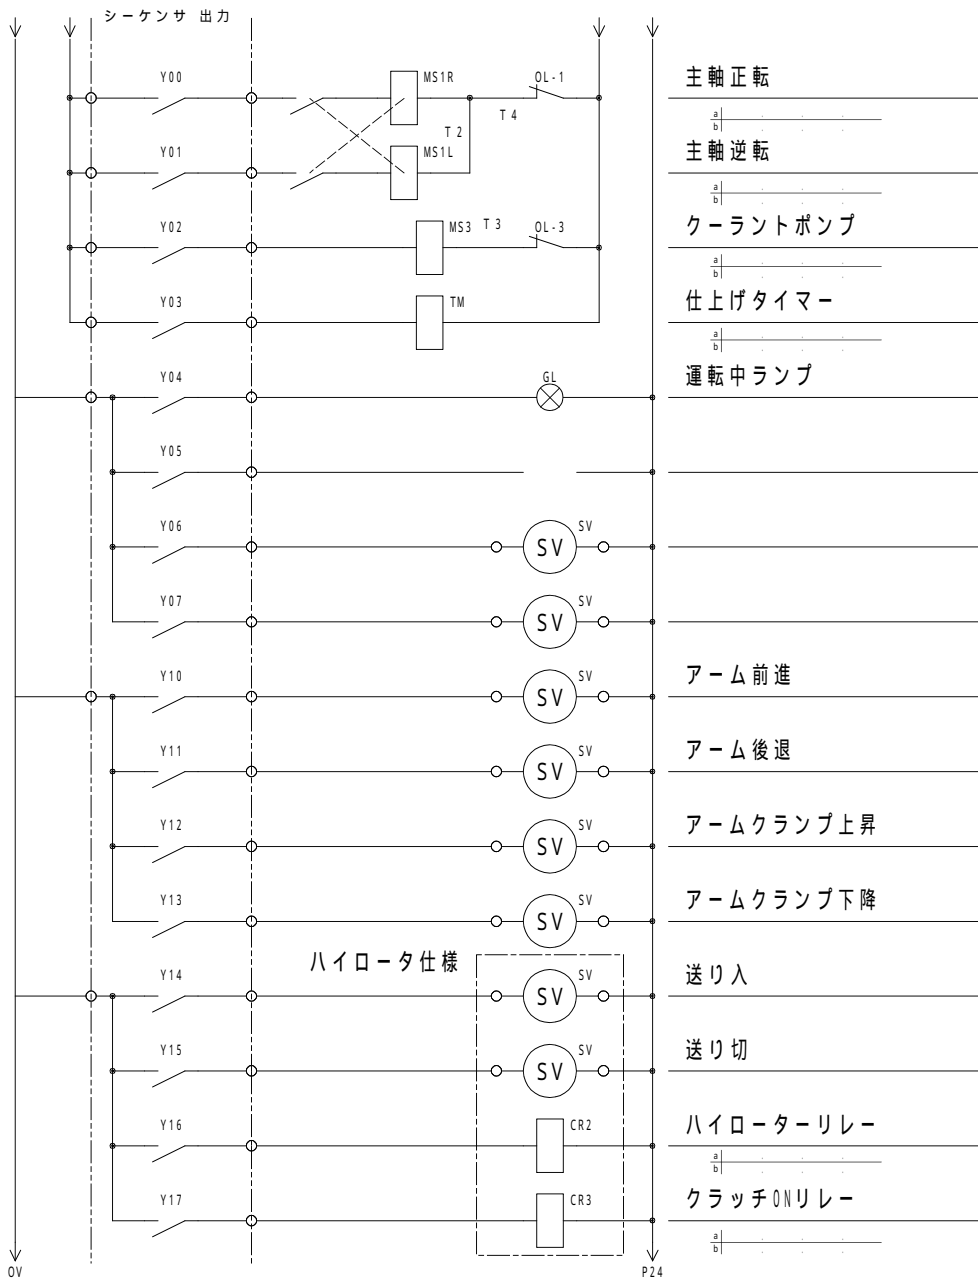 シーケンサ 出力
Y00
MS1R
OL-1
主軸正転
T4
a
b
T2
Y01
MS1L
主軸逆転
a
b
Y02
MS3
T3
OL-3
クーラントポンプ
a
b
Y03
TM
仕上げタイマー
a
b
Y04
GL
運転中ランプ
Y05
Y06
SV
SV
Y07
SV
SV
Y10
SV
SV
アーム前進
Y11
SV
SV
アーム後退
Y12
SV
SV
アームクランプ上昇
Y13
SV
SV
アームクランプ下降
ハイロータ仕様
Y14
SV
SV
送り入
Y15
SV
SV
送り切
Y16
CR2
ハイローターリレー
a
b
Y17
CR3
クラッチONリレー
a
b
0V
P24